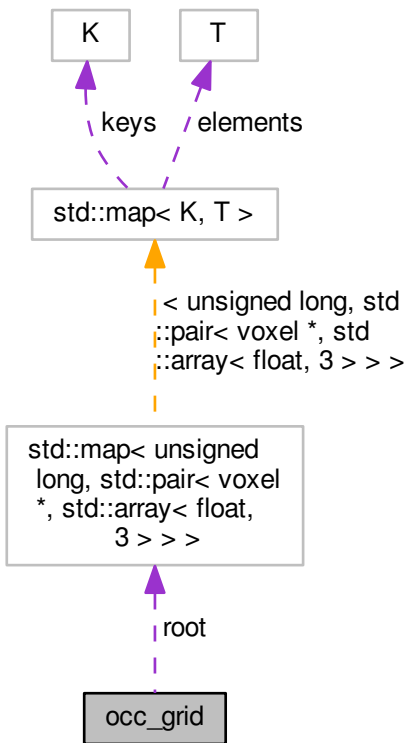 K
T
keys
elements
std::map< K, T >
< unsigned long, std
::pair< voxel *, std
::array< float, 3 > > >
std::map< unsigned
long, std::pair< voxel
*, std::array< float,
3 > > >
root
occ_grid